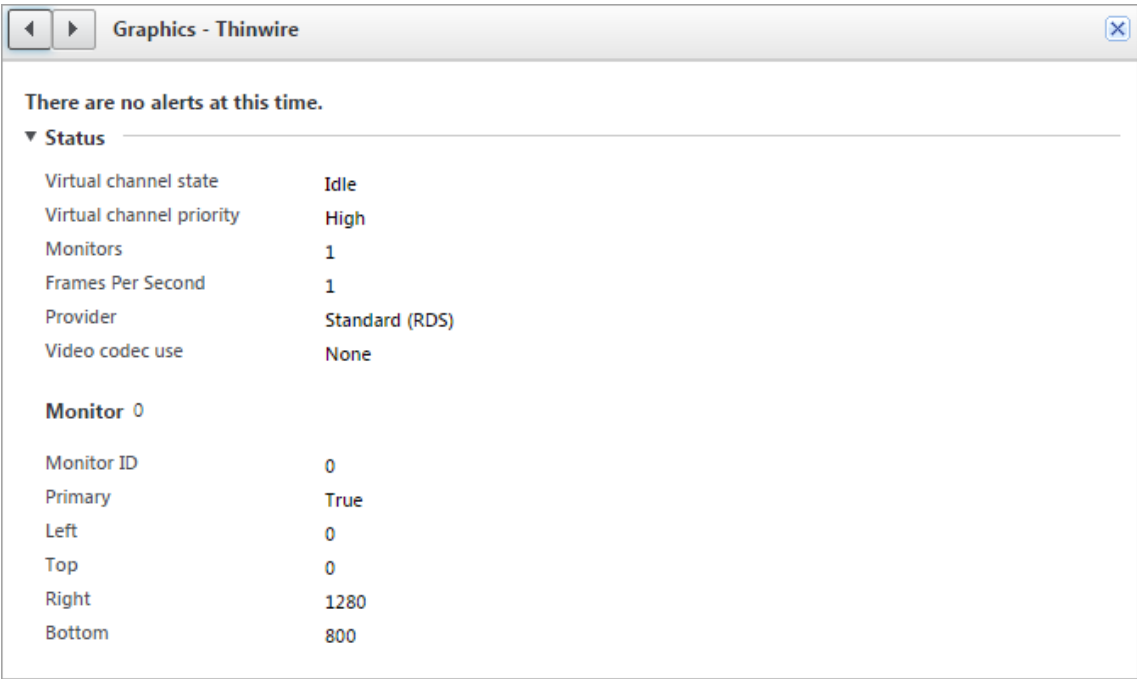 Graphics - Thinwire
There are no alerts at this time.
Status
Virtual channel state Idle
Virtual channel priority High
Monitors 1
Frames Per Second 1
Provider Standard (RDS)
Video codec use None
Monitor 0
Monitor ID 0
Primary True
Left 0
Top 0
Right 1280
Bottom 800